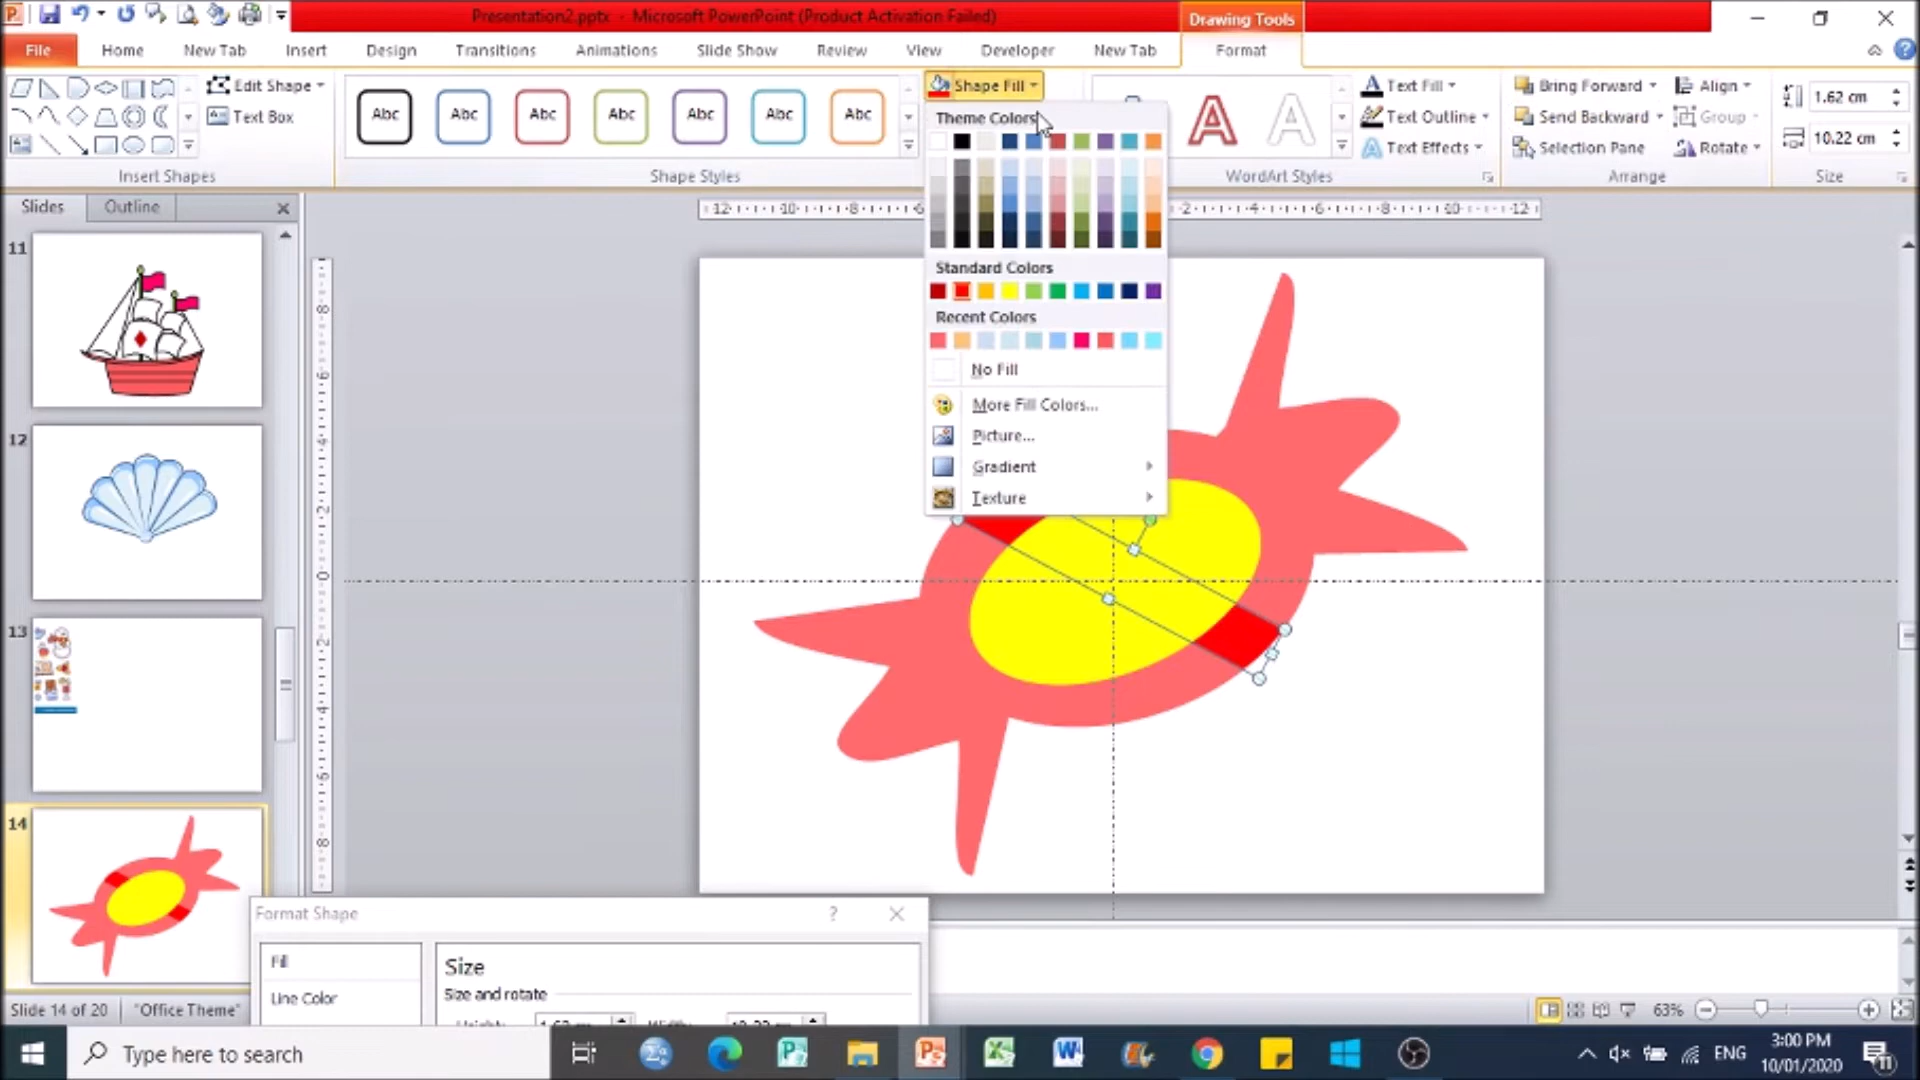 Presentation2.pptx - Microsoft PowerPoint (Product Activation Failed)
Drawing Tools
File Home New Tab Insert Design Transitions Animations Slide Show Review View Developer New Tab Format
Edit Shape
Text Box
Insert Shapes
Abc Abc Abc Abc Abc Abc Abc
Shape Styles
Shape Fill
WordArt Styles
Text Fill
Text Outline
Text Effects
Bring Forward
Send Backward
Selection Pane
Align
Group
Rotate
Arrange
1.62 cm
10.22 cm
Size
Theme Colors
Standard Colors
Recent Colors
No Fill
More Fill Colors...
Picture...
Gradient
Texture
Slides Outline
11
12
13
14
Format Shape ?
Fill
Line Color
Size
Size and rotate
Slide 14 of 20 "Office Theme" 63%
Type here to search
ENG
3:00 PM
10/01/2020
11